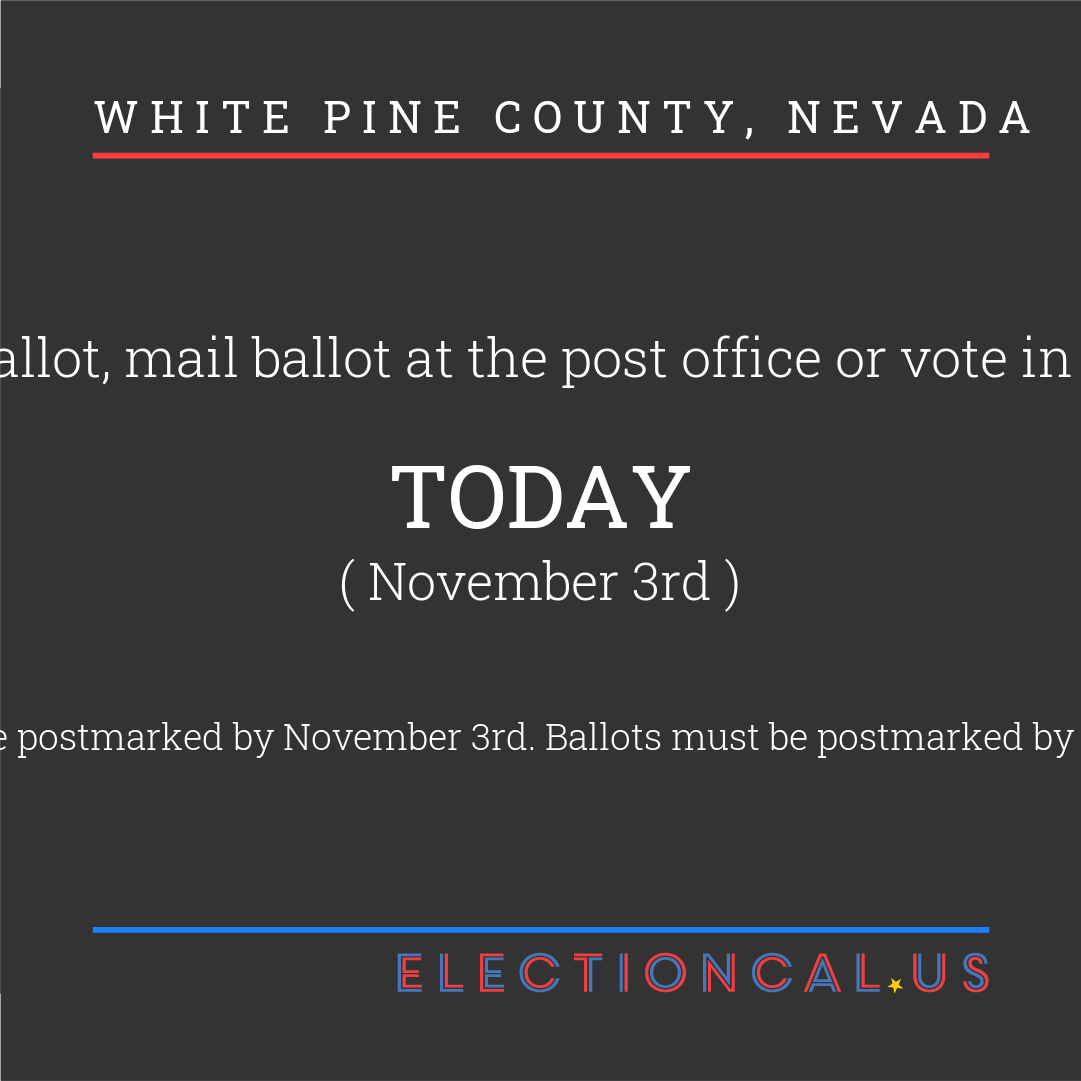 WHITE PINE COUNTY, NEVADA
allot, mail ballot at the post office or vote in
TODAY
( November 3rd )
e postmarked by November 3rd. Ballots must be postmarked by
ELECTIONCAL.US